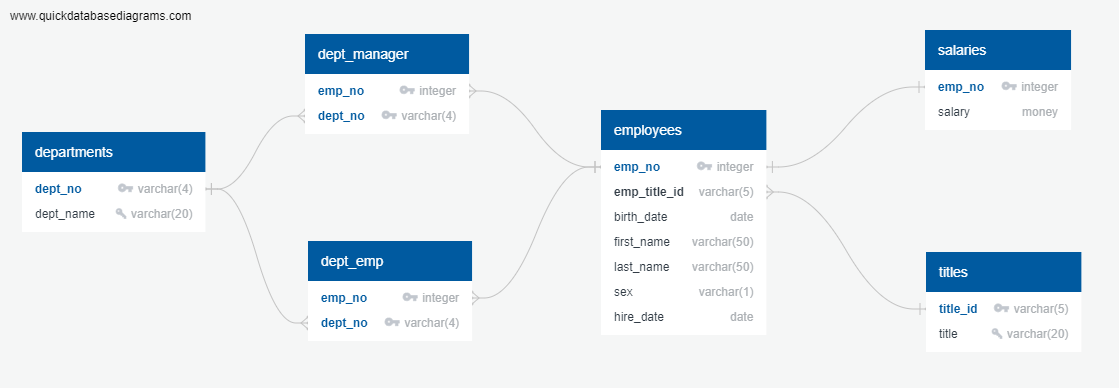 www.quickdatabasediagrams.com
departments
dept_no varchar(4)
dept_name varchar(20)
dept_manager
emp_no integer
dept_no varchar(4)
dept_emp
emp_no integer
dept_no varchar(4)
employees
emp_no integer
emp_title_id varchar(5)
birth_date date
first_name varchar(50)
last_name varchar(50)
sex varchar(1)
hire_date date
salaries
emp_no integer
salary money
titles
title_id varchar(5)
title varchar(20)